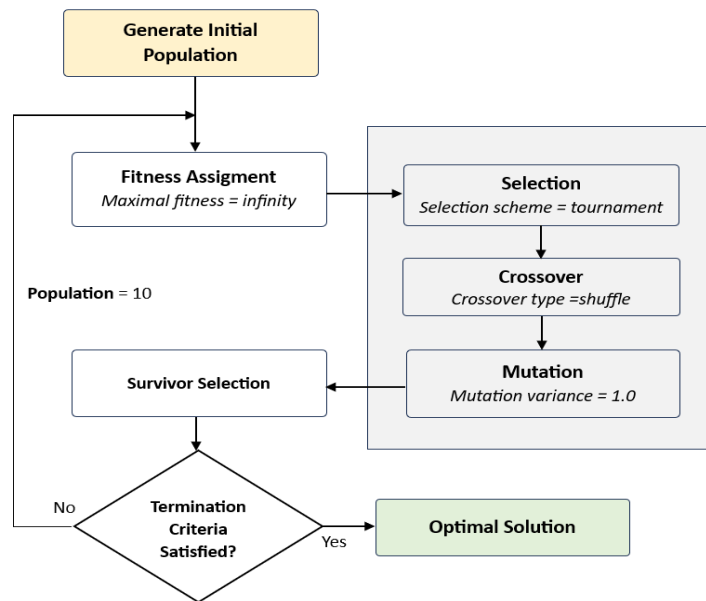 Generate Initial
Population
Fitness Assigment
Maximal fitness = infinity
Selection
Selection scheme = tournament
Crossover
Crossover type =shuffle
Population = 10
Mutation
Mutation variance = 1.0
Survivor Selection
Termination
Criteria
Satisfied?
No
Yes
Optimal Solution